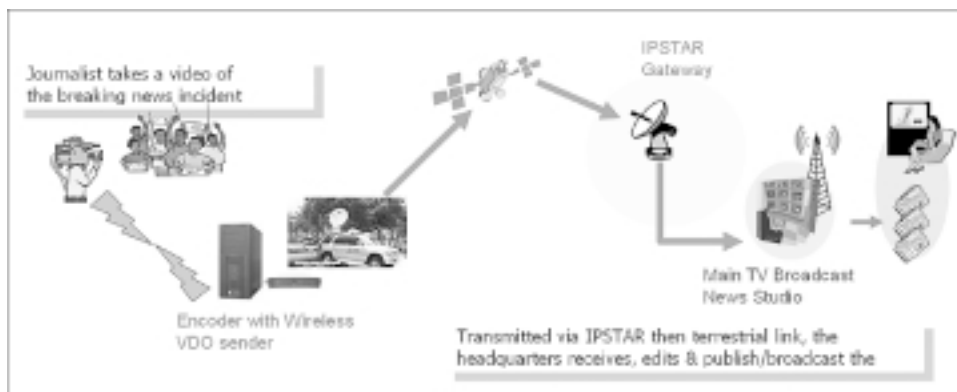 IPSTAR
Gateway
Journalist takes a video of
the breaking news incident
Main TV Broadcast
News Studio
Encoder with Wireless
VDO sender
Transmitted via IPSTAR then terrestrial link, the
headquarters receives, edits & publish/broadcast the